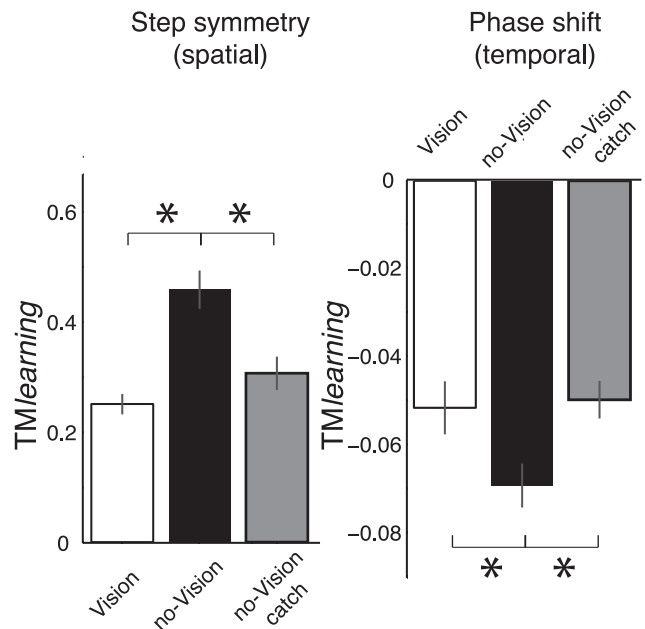 Step symmetry
(spatial)
TMlearning
0.6
0.4
0.2
0
*
*
Vision
no-Vision
no-Vision
catch
Phase shift
(temporal)
Vision
no-Vision
no-Vision
catch
TMlearning
0
−0.02
−0.04
−0.06
−0.08
*
*